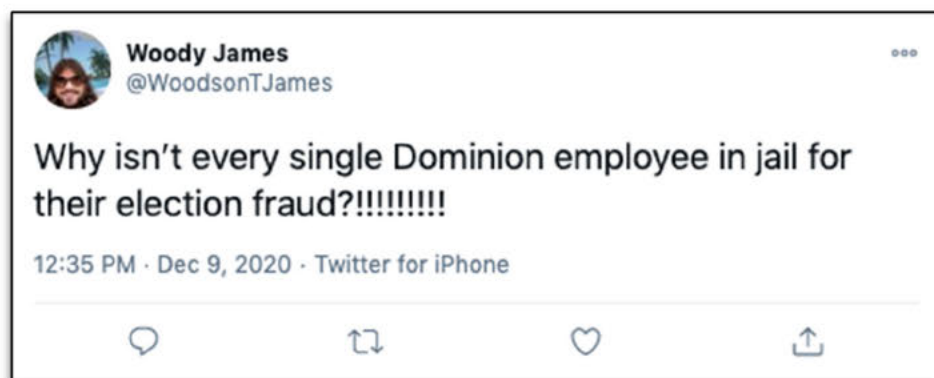 Woody James
@WoodsonTJames
Why isn't every single Dominion employee in jail for
their election fraud?!!!!!!!!!
12:35 PM · Dec 9, 2020 · Twitter for iPhone